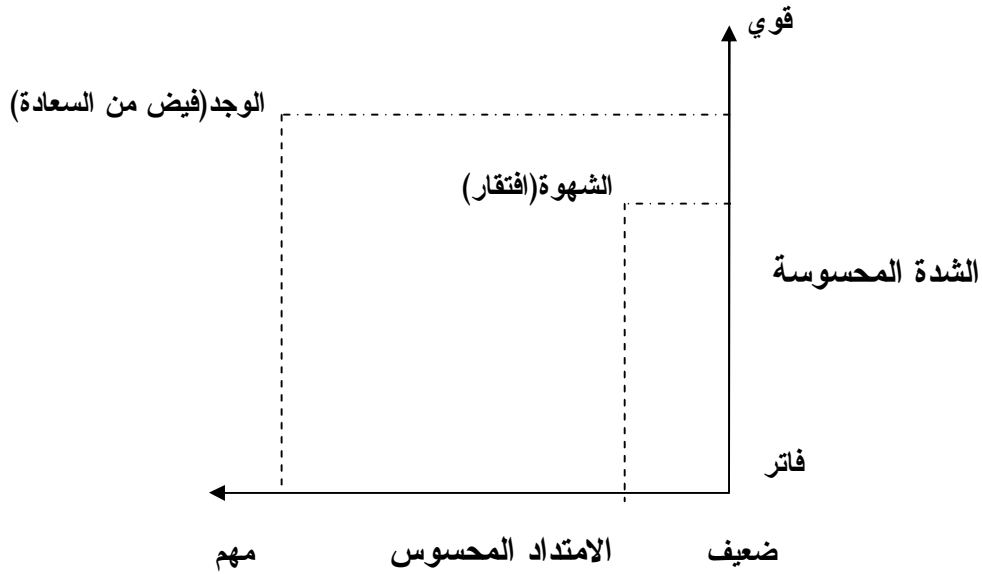 قوي
الوجد(فيض من السعادة)
الشهوة(افتقار)
الشدة المحسوسة
فاتر
ضعيف
الامتداد المحسوس
مهم